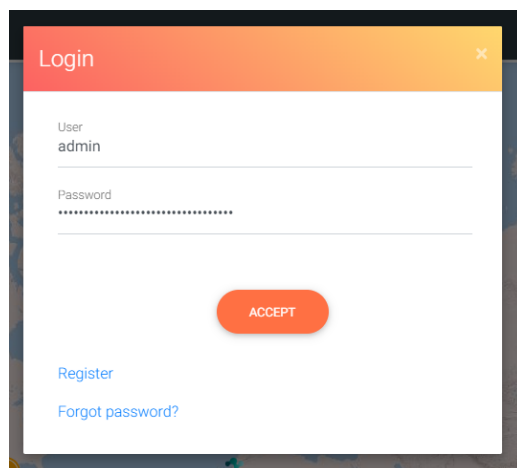 Login
×
User
admin
Password
••••••••••••••••••••••••••••••••••
ACCEPT
Register
Forgot password?